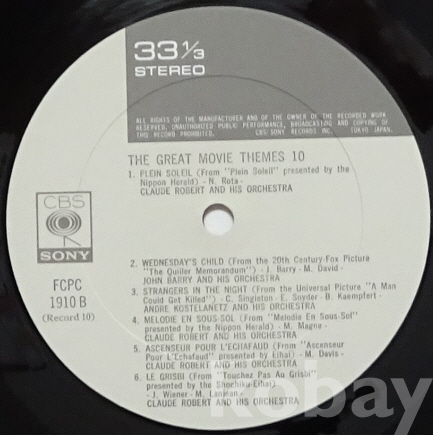 33 1/3
STEREO
ALL RIGHTS OF THE MANUFACTURER AND OF THE OWNER OF THE RECORDED WORK
RESERVED. UNAUTHORIZED PUBLIC PERFORMANCE, BROADCASTING AND COPYING OF
THIS RECORD PROHIBITED. CBS/SONY RECORDS INC. TOKYO JAPAN.
THE GREAT MOVIE THEMES 10
1. PLEIN SOLEIL (From "Plein Soleil" presented by the
Nippon Herald) - N. Rota -
CLAUDE ROBERT AND HIS ORCHESTRA
CBS
SONY
FCPC
1910 B
(Record 10)
2. WEDNESDAY'S CHILD (From the 20th Century-Fox Picture
"The Quiler Memorandum") - J. Barry - M. David -
JOHN BARRY AND HIS ORCHESTRA
3. STRANGERS IN THE NIGHT (From the Universal Picture "A Man
Could Get Killed") - C. Singleton - E. Snyder - B. Kaempfert -
ANDRE KOSTELANETZ AND HIS ORCHESTRA
4. MELODIE EN SOUS-SOL (From "Melodie En Sous-Sol"
presented by the Nippon Herald) - M. Magne -
CLAUDE ROBERT AND HIS ORCHESTRA
5. ASCENSEUR POUR L'ECHAFAUD (From "Ascenseur
Pour L'Echafaud" presented by Eihai) - M. Davis -
CLAUDE ROBERT AND HIS ORCHESTRA
6. LE GRISBI (From "Touchez Pas Au Grisbi"
presented by the Shochiku-Eihai)
- J. Wiener - M. Lanjean -
CLAUDE ROBERT AND HIS ORCHESTRA
kobay